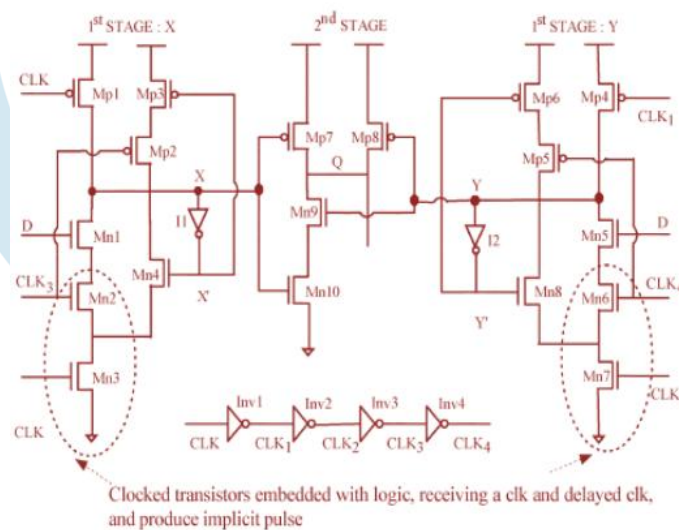 1st STAGE : X
2nd STAGE
1st STAGE : Y
CLK
Mp1
Mp3
Mp7
Mp8
Mp6
Mp4
CLK1
Mp2
Mp5
X
Q
Y
D
Mn1
I1
Mn9
I2
Mn5
D
CLK3
Mn2
Mn4
X'
Mn10
Mn8
Mn6
CLK
Y'
Mn3
Mn7
CLK
CLK
Inv1
Inv2
Inv3
Inv4
CLK
CLK1
CLK2
CLK3
CLK4
Clocked transistors embedded with logic, receiving a clk and delayed clk,
and produce implicit pulse